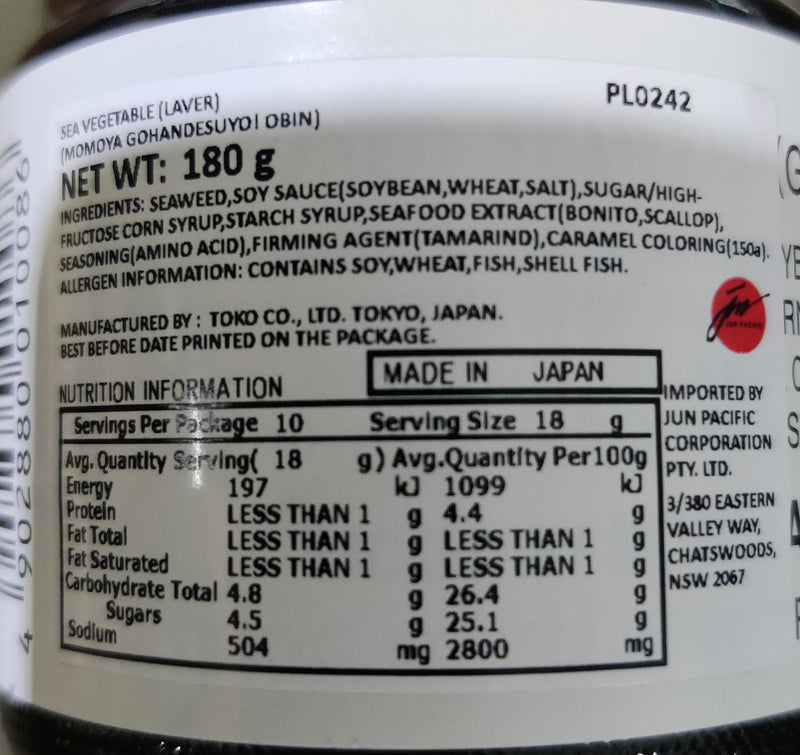 SEA VEGETABLE (LAVER)
PL0242
(MOMOYA GOHANDESUYO! OBIN)
NET WT: 180 g
INGREDIENTS: SEAWEED,SOY SAUCE(SOYBEAN,WHEAT,SALT),SUGAR/HIGH-
FRUCTOSE CORN SYRUP,STARCH SYRUP,SEAFOOD EXTRACT(BONITO,SCALLOP),
SEASONING(AMINO ACID),FIRMING AGENT(TAMARIND),CARAMEL COLORING(150a).
ALLERGEN INFORMATION: CONTAINS SOY,WHEAT,FISH,SHELL FISH.
MANUFACTURED BY : TOKO CO., LTD. TOKYO, JAPAN.
BEST BEFORE DATE PRINTED ON THE PACKAGE.
jun
JUN PACIFIC
MADE IN JAPAN
NUTRITION INFORMATION
Servings Per Package 10 Serving Size 18 g
Avg. Quantity Serving( 18 g) Avg.Quantity Per100g
Energy 197 kJ 1099 kJ
Protein LESS THAN 1 g 4.4 g
Fat Total LESS THAN 1 g LESS THAN 1 g
Fat Saturated LESS THAN 1 g LESS THAN 1 g
Carbohydrate Total 4.8 g 26.4 g
Sugars 4.5 g 25.1 g
Sodium 504 mg 2800 mg
IMPORTED BY
JUN PACIFIC
CORPORATION
PTY. LTD.
3/380 EASTERN
VALLEY WAY,
CHATSWOODS,
NSW 2067
4 902880 010086